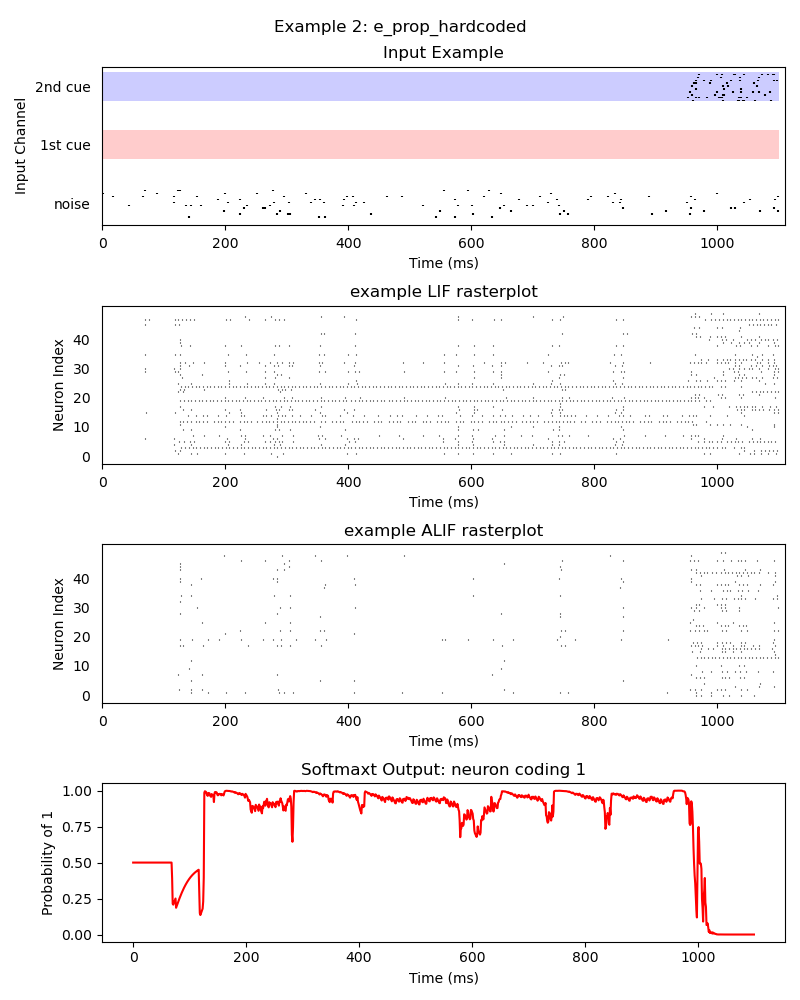 Example 2: e_prop_hardcoded
Input Example
Input Channel
2nd cue
1st cue
noise
0 200 400 600 800 1000
Time (ms)
example LIF rasterplot
Neuron Index
40
30
20
10
0
0 200 400 600 800 1000
Time (ms)
example ALIF rasterplot
Neuron Index
40
30
20
10
0
0 200 400 600 800 1000
Time (ms)
Softmaxt Output: neuron coding 1
Probability of 1
1.00
0.75
0.50
0.25
0.00
0 200 400 600 800 1000
Time (ms)